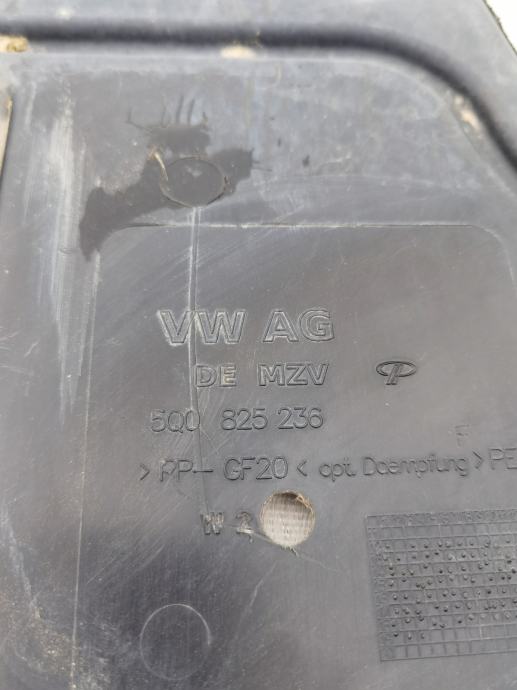 VW AG
DE MZV
5Q0 825 236
F
>PP-GF20< opt. Daempfung >PE
W 2